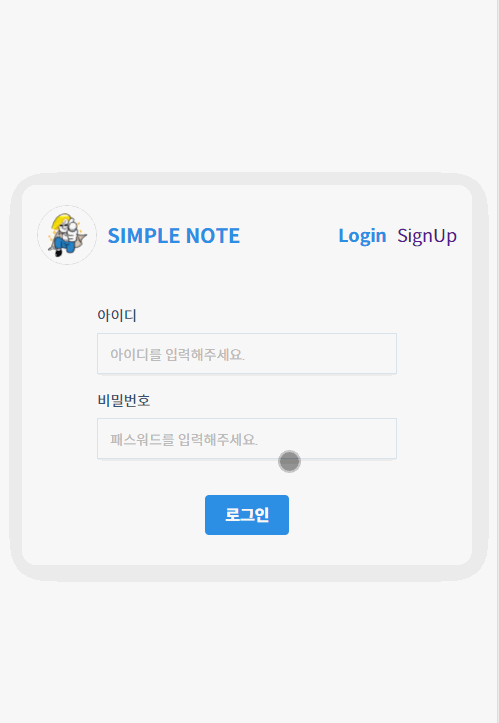 SIMPLE NOTE Login SignUp
아이디
아이디를 입력해주세요.
비밀번호
패스워드를 입력해주세요.
로그인